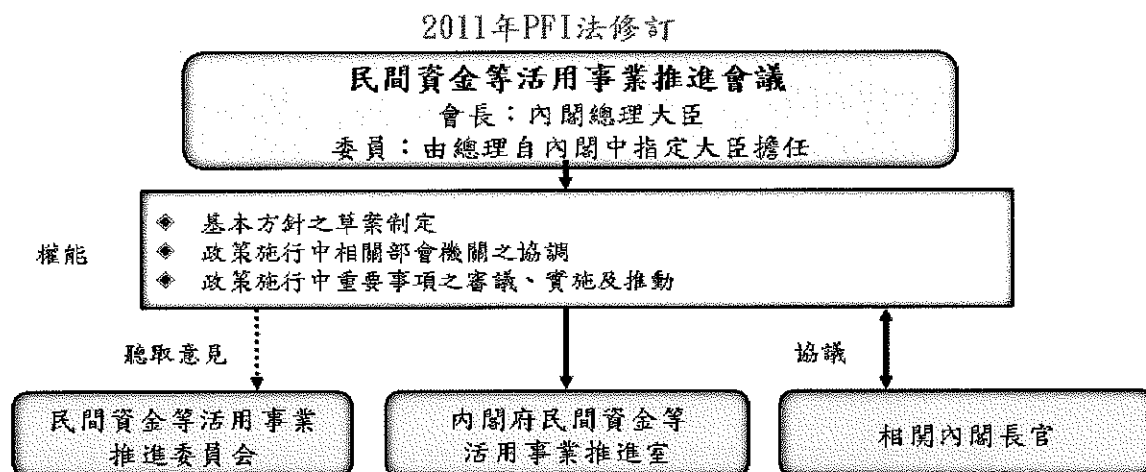 2011年PFI法修訂
民間資金等活用事業推進會議
會長：內閣總理大臣
委員：由總理自內閣中指定大臣擔任
權能
◈ 基本方針之草案制定
◈ 政策施行中相關部會機關之協調
◈ 政策施行中重要事項之審議、實施及推動
聽取意見
協議
民間資金等活用事業
推進委員会
内閣府民間資金等
活用事業推進室
相関內閣長官